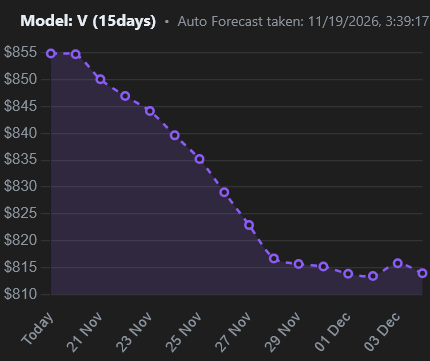 Model: V (15days) • Auto Forecast taken: 11/19/2026, 3:39:17
$855
$850
$845
$840
$835
$830
$825
$820
$815
$810
Today
21 Nov
23 Nov
25 Nov
27 Nov
29 Nov
01 Dec
03 Dec